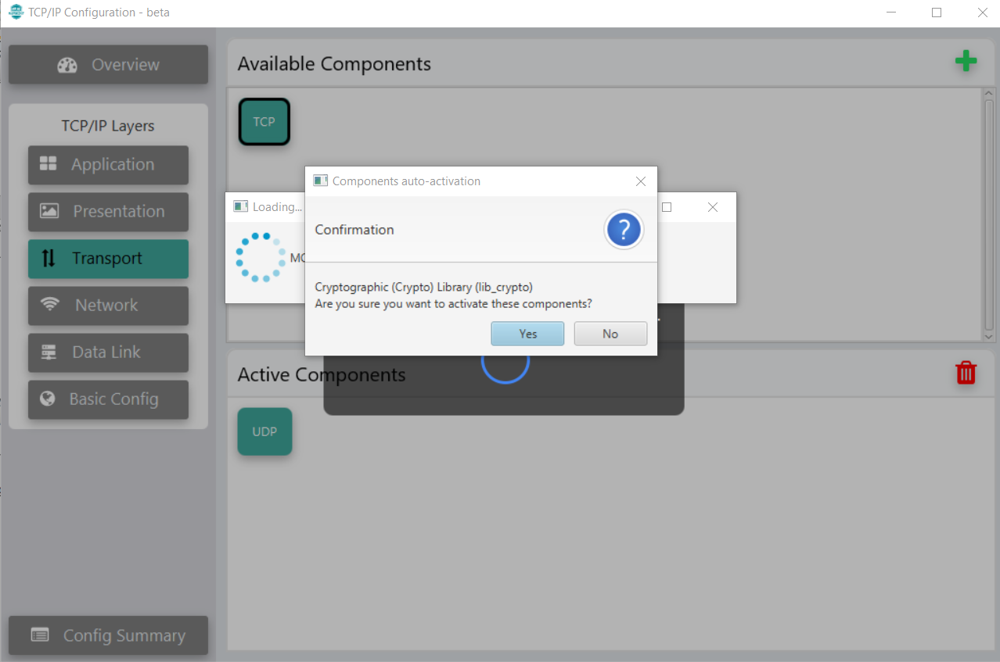 TCP/IP Configuration - beta
Overview
TCP/IP Layers
Application
Presentation
Transport
Network
Data Link
Basic Config
Config Summary
Available Components
TCP
Loading...
Components auto-activation
Confirmation
?
Cryptographic (Crypto) Library (lib_crypto)
Are you sure you want to activate these components?
Yes
No
Active Components
UDP